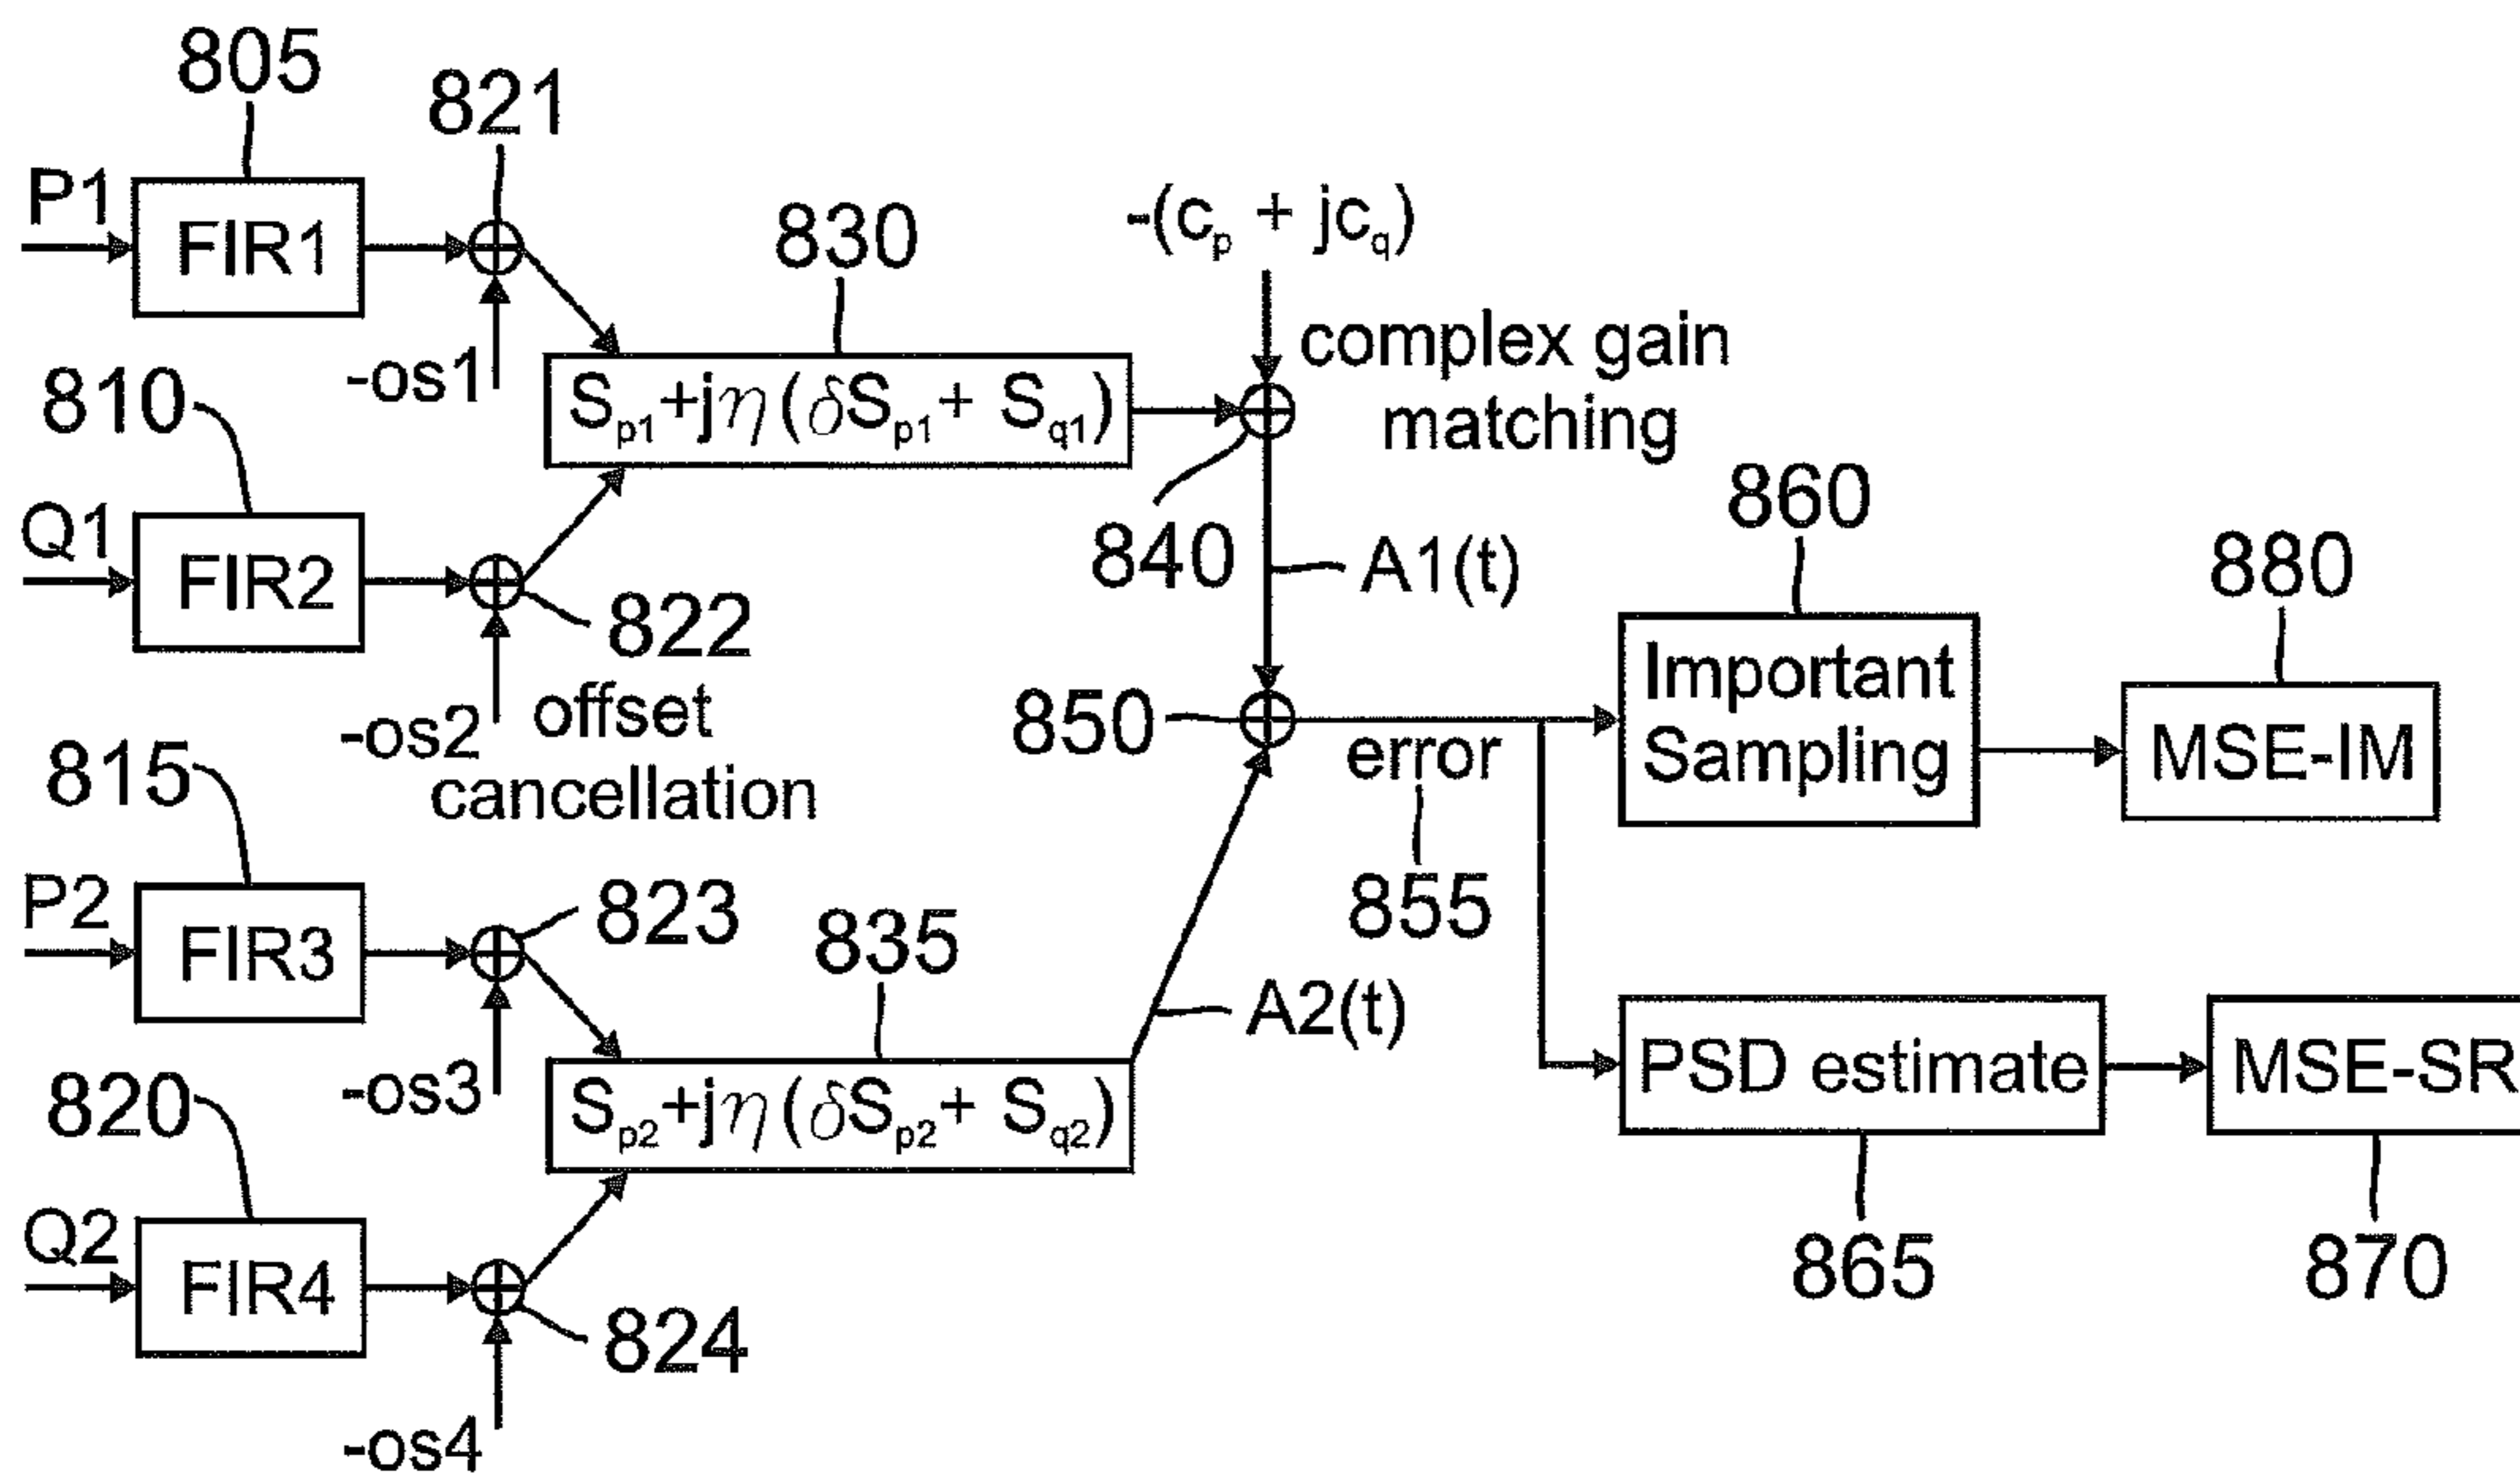 805
821
P1
FIR1
830
-(cp + jcq)
-os1
complex gain
matching
810
Sp1+jη(δSp1+ Sq1)
860
Q1
FIR2
840
A1(t)
880
822
-os2
offset
cancellation
850
error
Important
Sampling
MSE-IM
815
P2
FIR3
823
835
855
-os3
A2(t)
820
Sp2+jη(δSp2+ Sq2)
PSD estimate
MSE-SR
Q2
FIR4
824
865
870
-os4